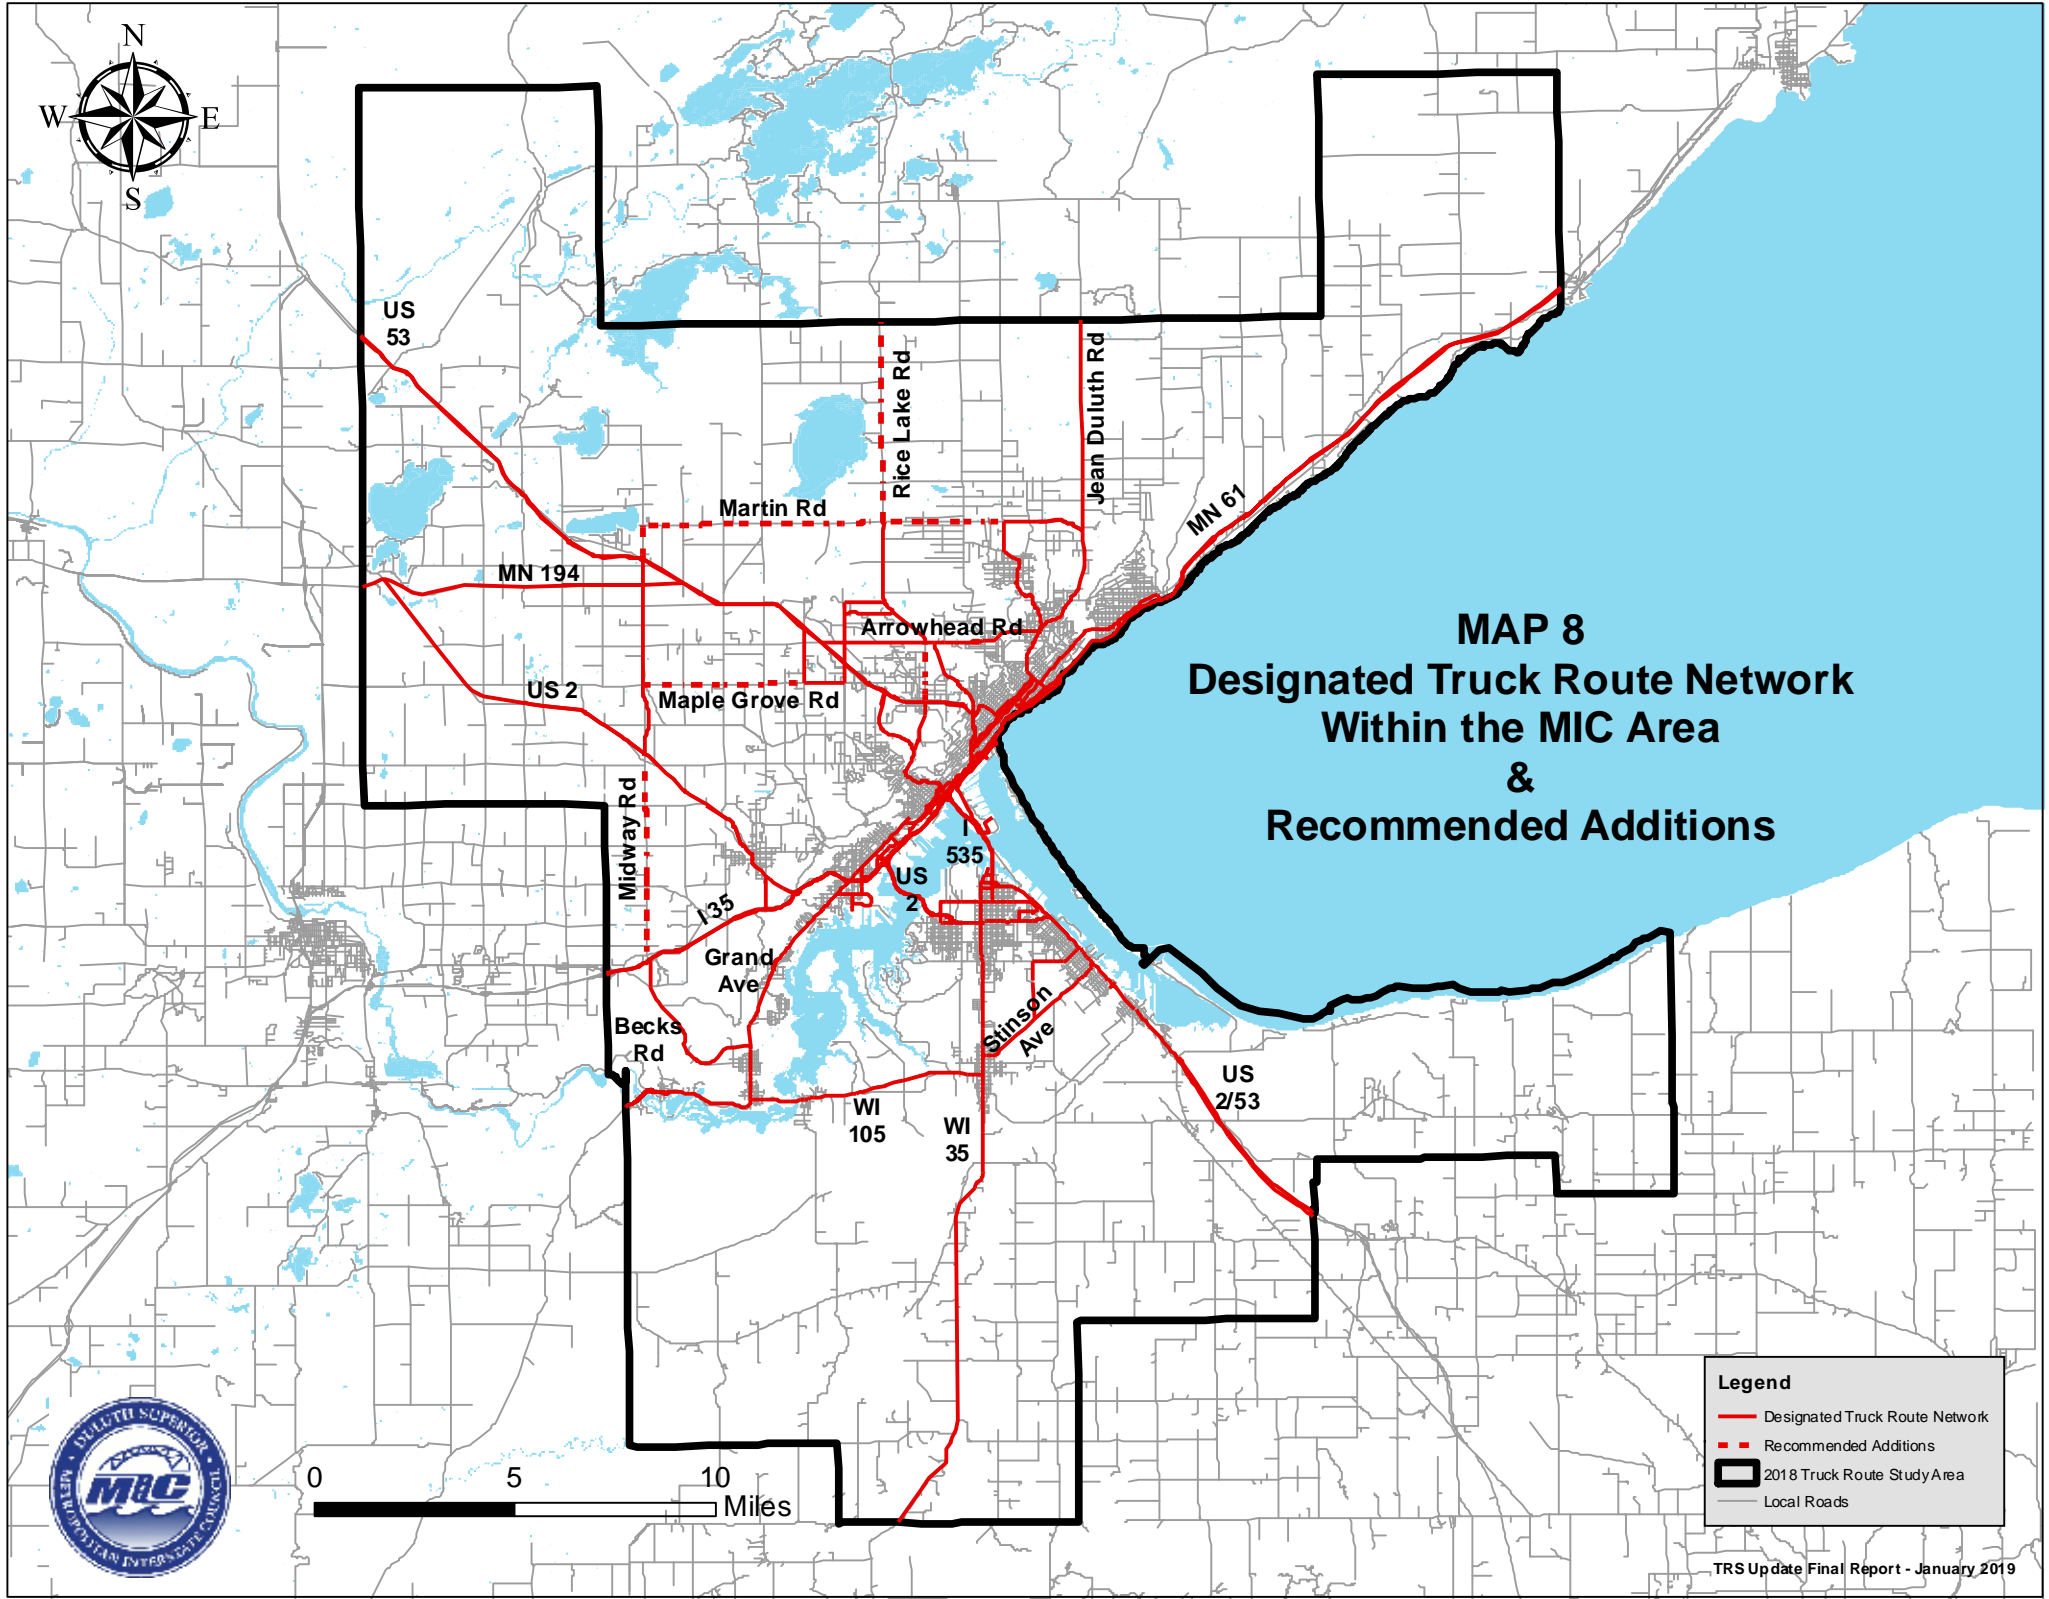 N
W
E
S
US
53
Rice Lake Rd
Jean Duluth Rd
Martin Rd
MN 61
MN 194
Arrowhead Rd
MAP 8
Designated Truck Route Network
Within the MIC Area
&
Recommended Additions
US 2
Maple Grove Rd
Midway Rd
I
535
US
2
I 35
Grand
Ave
Becks
Rd
Stinson
Ave
US
2/53
WI
105
WI
35
Legend
Designated Truck Route Network
Recommended Additions
2018 Truck Route Study Area
Local Roads
DULUTH SUPERIOR
MIC
METROPOLITAN INTERSTATE COUNCIL
0 5 10
Miles
TRS Update Final Report - January 2019